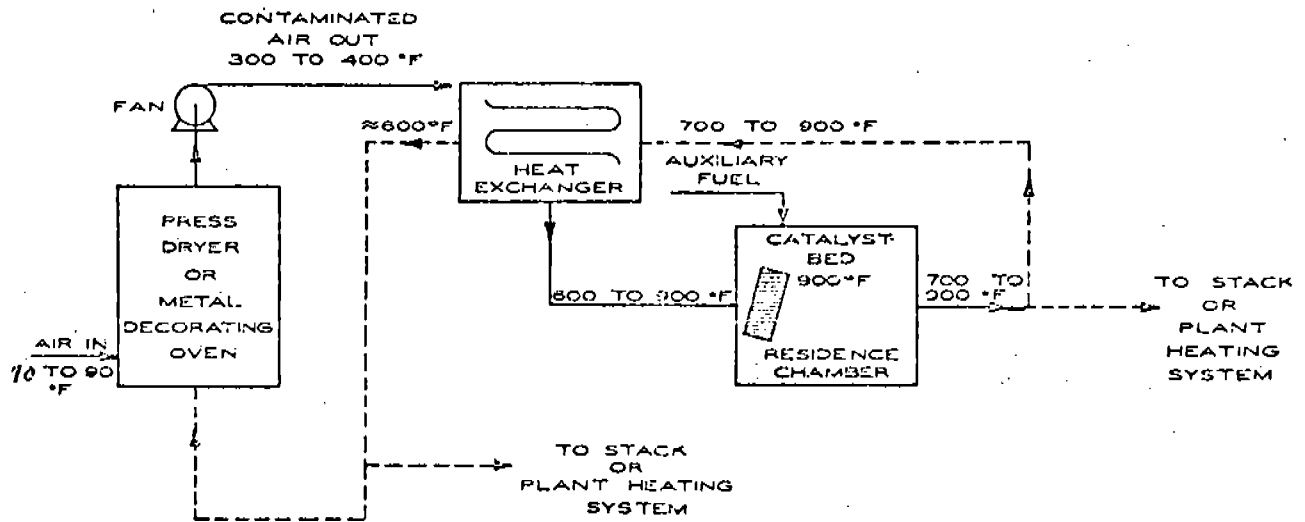 CONTAMINATED
AIR OUT
300 TO 400 °F
FAN
≈600°F
700 TO 900 °F
HEAT
EXCHANGER
AUXILIARY
FUEL
PRESS
DRYER
OR
METAL
DECORATING
OVEN
CATALYST
BED
900°F
600 TO 900 °F
700 TO
900 °F
RESIDENCE
CHAMBER
TO STACK
OR
PLANT
HEATING
SYSTEM
AIR IN
70 TO 90
°F
TO STACK
OR
PLANT HEATING
SYSTEM